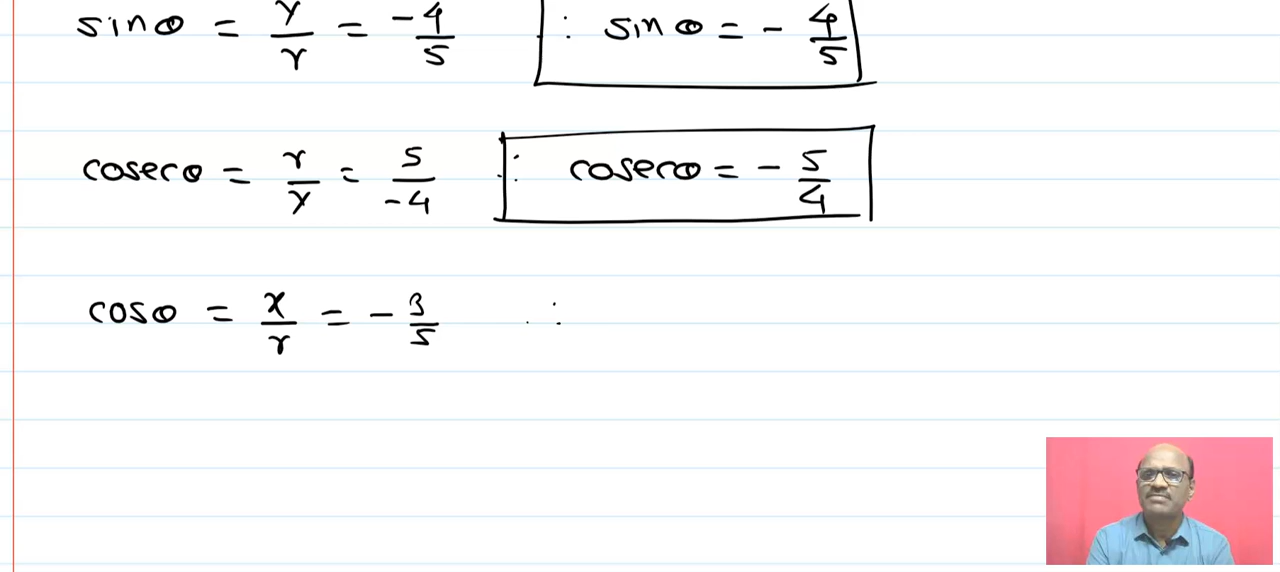 sinθ = y/r = -4/5 ∴ sinθ = - 4/5
cosecθ = r/y = 5/-4 ∴ cosecθ = - 5/4
cosθ = x/r = - 3/5 ∴